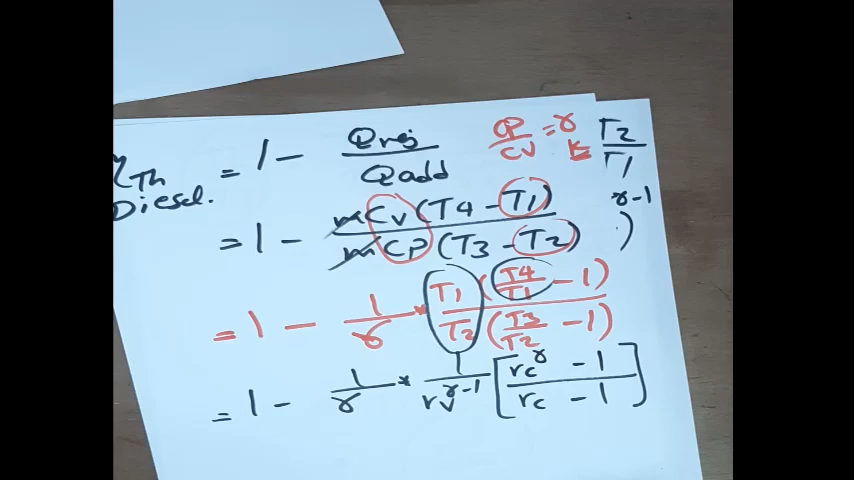 ηTh Diesel. = 1 - Qrej / Qadd CP/CV = γ K T2/T1
= 1 - mCv(T4 - T1) / mCP(T3 - T2) )γ-1
= 1 - 1/γ * T1/T2 (T4/T1 - 1) / (T3/T2 - 1)
= 1 - 1/γ * 1/rv^γ-1 [rc^γ - 1 / rc - 1]